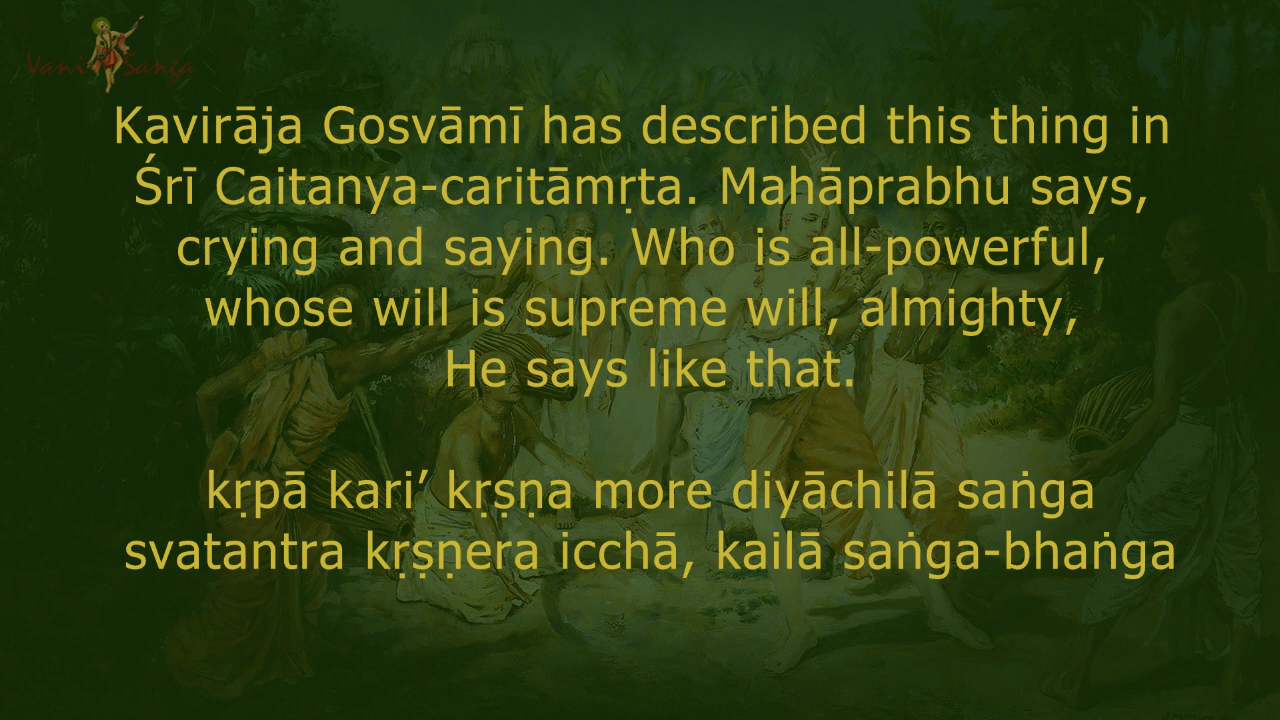 Vani Sanga
Kavirāja Gosvāmī has described this thing in
Śrī Caitanya-caritāmṛta. Mahāprabhu says,
crying and saying. Who is all-powerful,
whose will is supreme will, almighty,
He says like that.
kṛpā kari’ kṛṣṇa more diyāchilā saṅga
svatantra kṛṣṇera icchā, kailā saṅga-bhaṅga